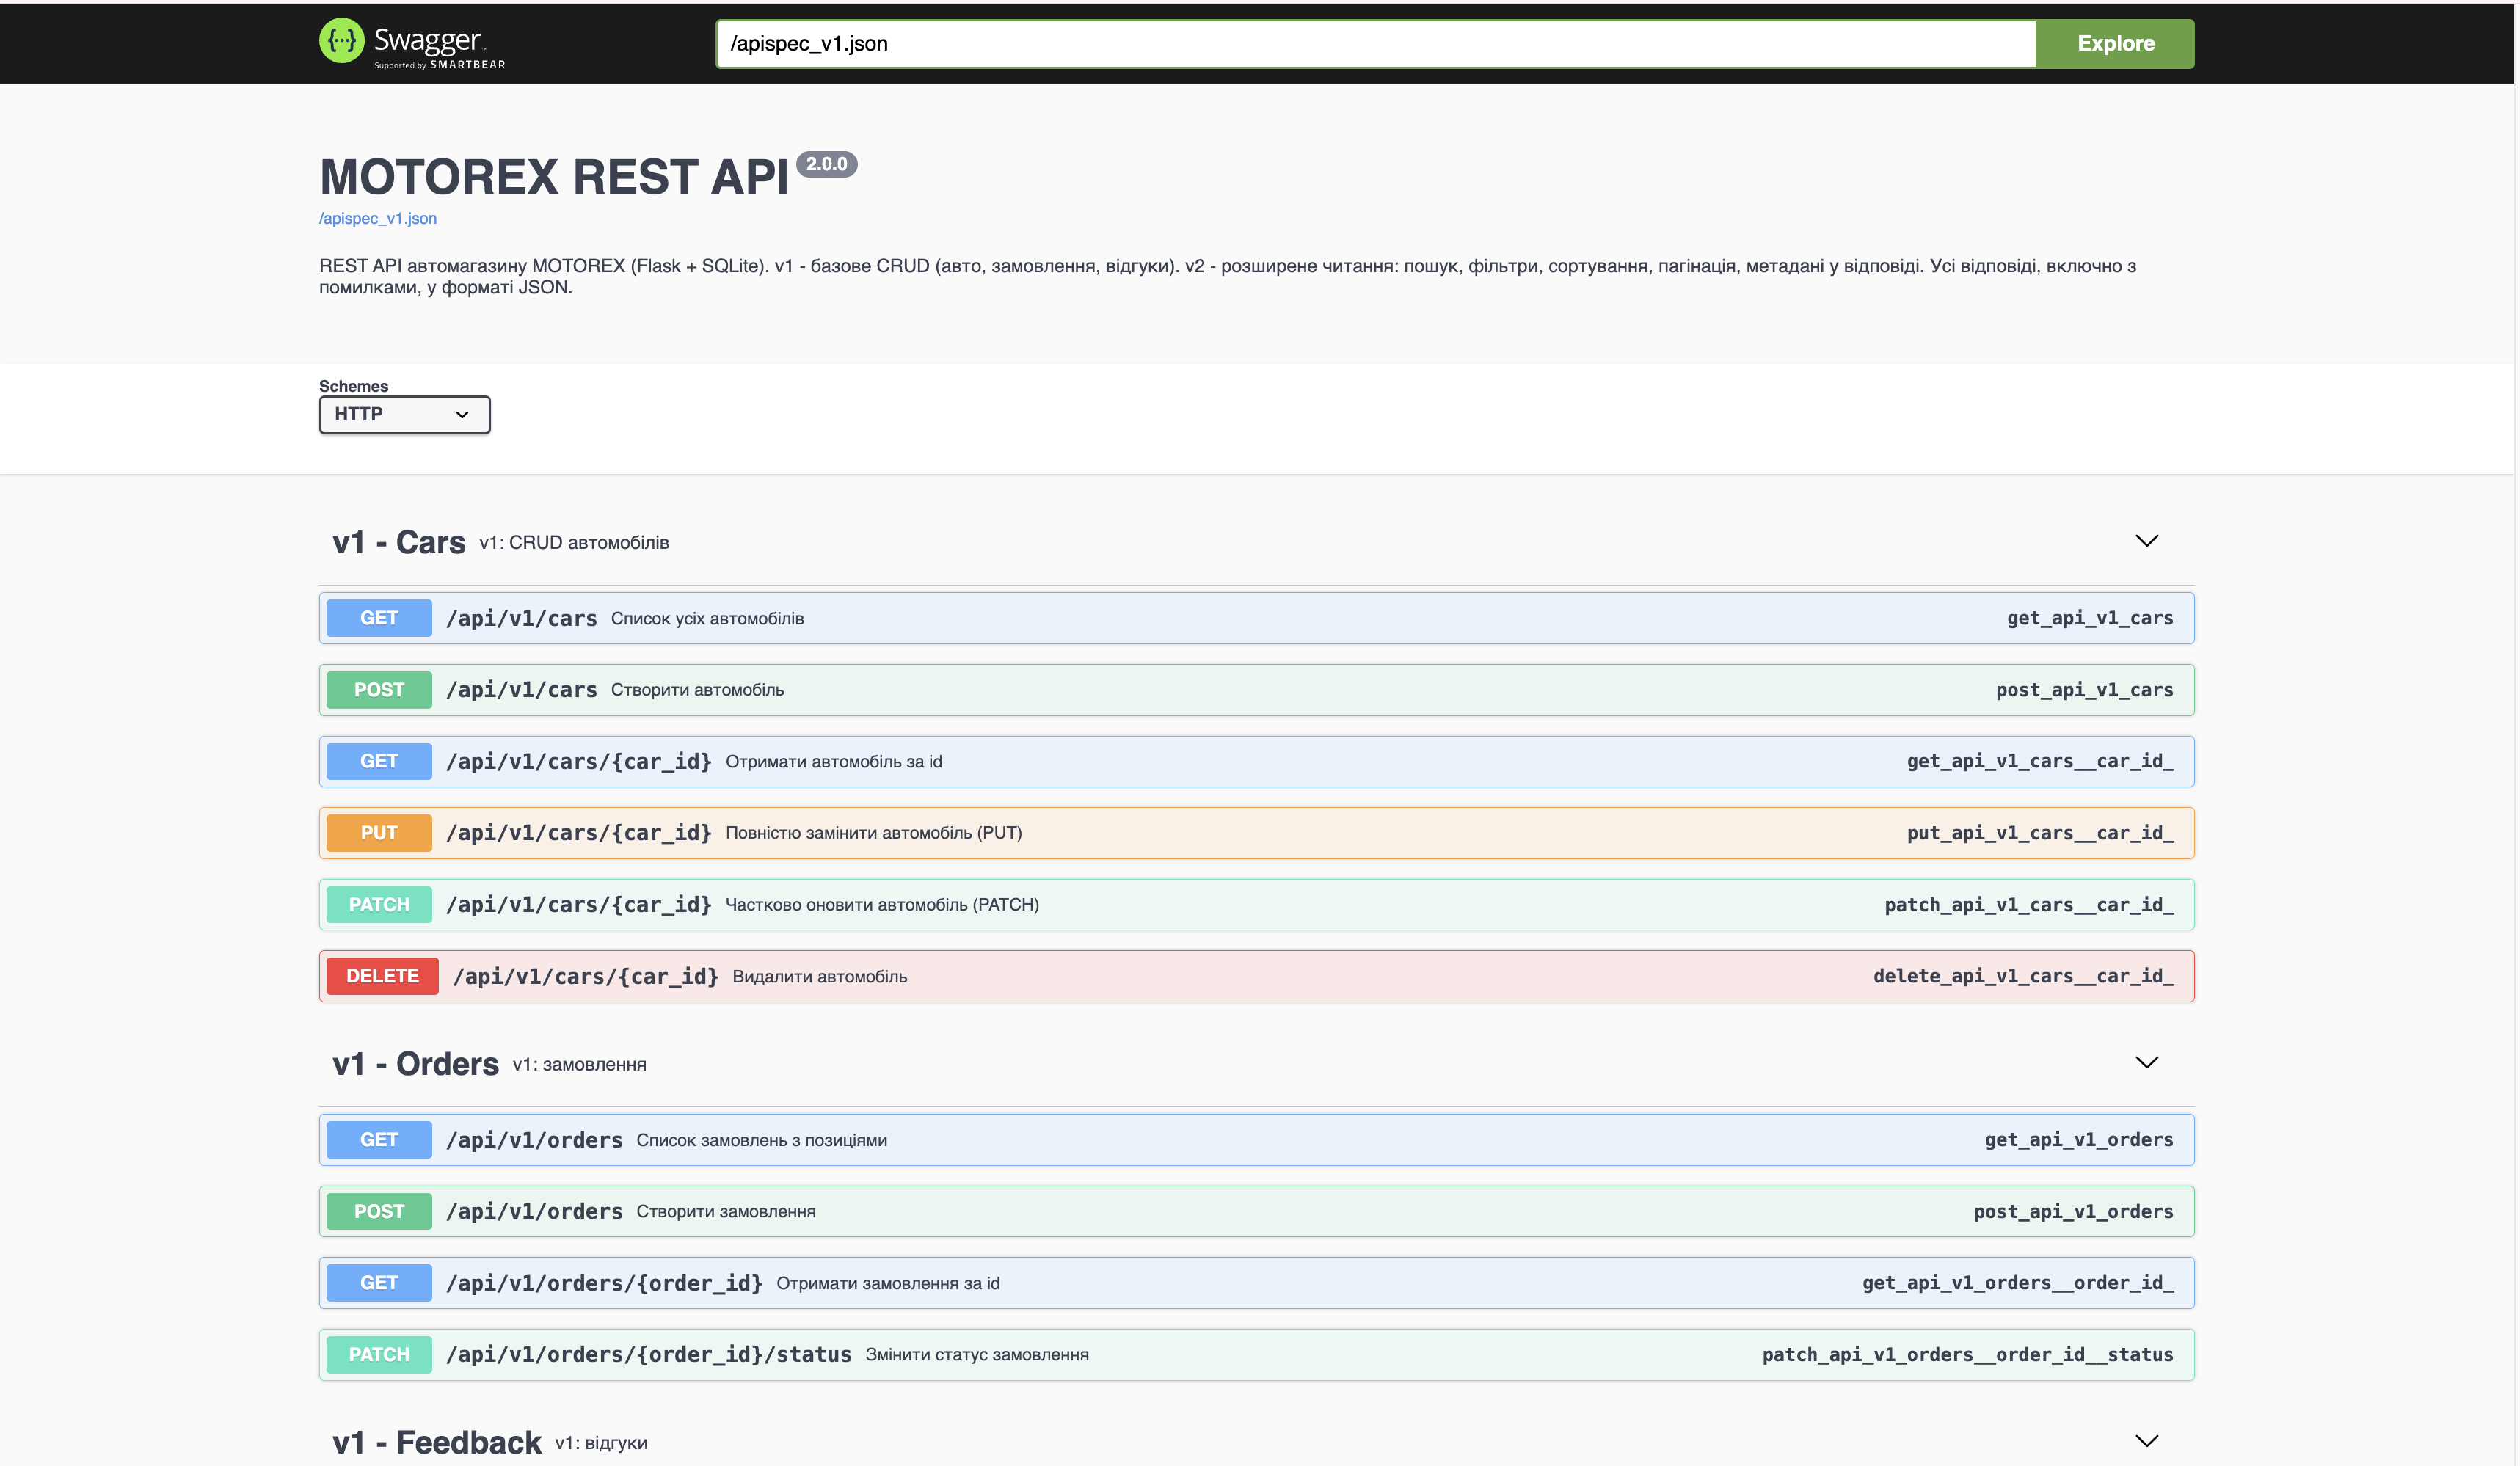 Swagger
Supported by SMARTBEAR
/apispec_v1.json
Explore
MOTOREX REST API 2.0.0
/apispec_v1.json
REST API автомагазину MOTOREX (Flask + SQLite). v1 - базове CRUD (авто, замовлення, відгуки). v2 - розширене читання: пошук, фільтри, сортування, пагінація, метадані у відповіді. Усі відповіді, включно з
помилками, у форматі JSON.
Schemes
HTTP
v1 - Cars v1: CRUD автомобілів
GET /api/v1/cars Список усіх автомобілів get_api_v1_cars
POST /api/v1/cars Створити автомобіль post_api_v1_cars
GET /api/v1/cars/{car_id} Отримати автомобіль за id get_api_v1_cars__car_id_
PUT /api/v1/cars/{car_id} Повністю замінити автомобіль (PUT) put_api_v1_cars__car_id_
PATCH /api/v1/cars/{car_id} Частково оновити автомобіль (PATCH) patch_api_v1_cars__car_id_
DELETE /api/v1/cars/{car_id} Видалити автомобіль delete_api_v1_cars__car_id_
v1 - Orders v1: замовлення
GET /api/v1/orders Список замовлень з позиціями get_api_v1_orders
POST /api/v1/orders Створити замовлення post_api_v1_orders
GET /api/v1/orders/{order_id} Отримати замовлення за id get_api_v1_orders__order_id_
PATCH /api/v1/orders/{order_id}/status Змінити статус замовлення patch_api_v1_orders__order_id__status
v1 - Feedback v1: відгуки